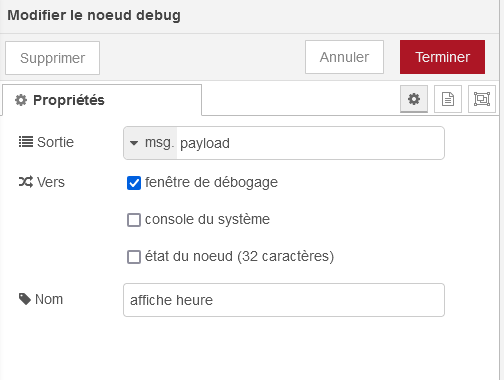 Modifier le noeud debug
Supprimer
Annuler
Terminer
Propriétés
Sortie
msg. payload
Vers
fenêtre de débogage
console du système
état du noeud (32 caractères)
Nom
affiche heure